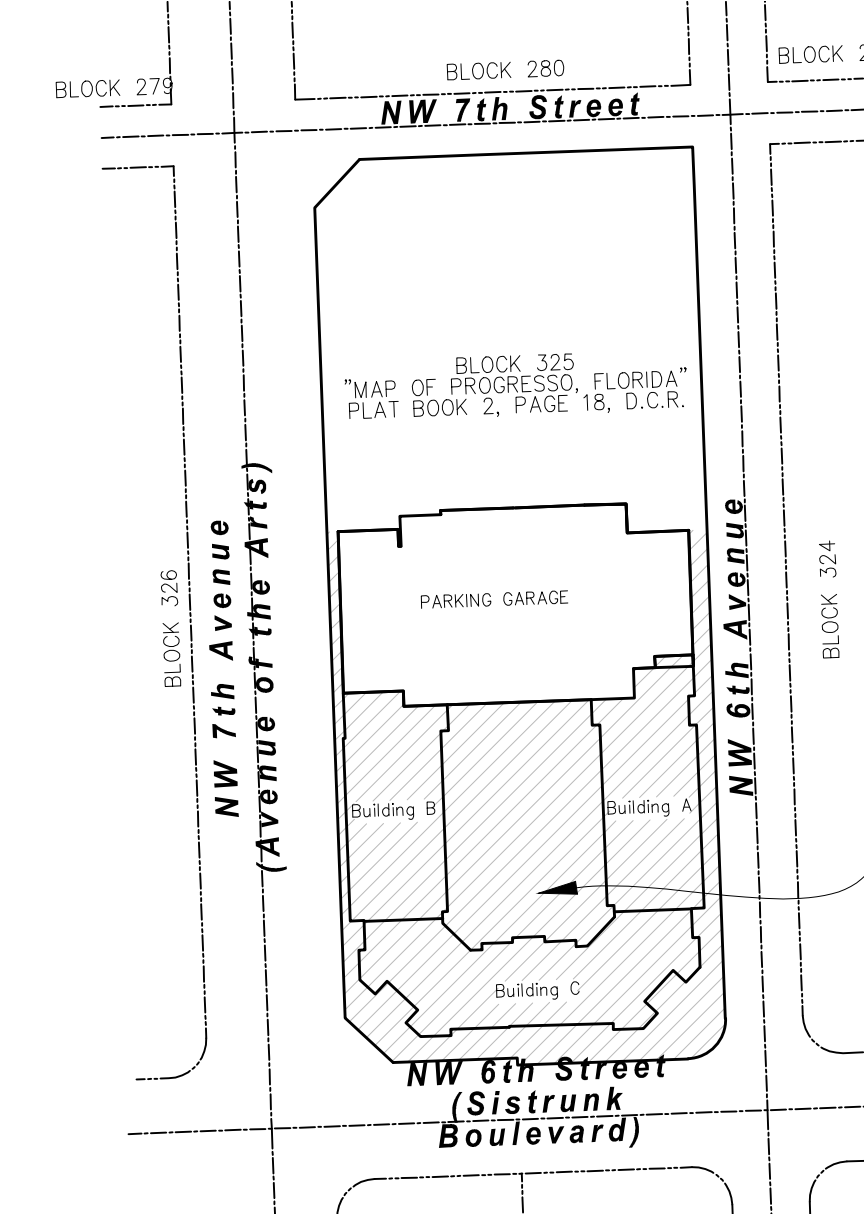 BLOCK 279
BLOCK 280
BLOCK 2
NW 7th Street
BLOCK 325
"MAP OF PROGRESSO, FLORIDA"
PLAT BOOK 2, PAGE 18, D.C.R.
NW 7th Avenue
(Avenue of the Arts)
NW 6th Avenue
BLOCK 326
BLOCK 324
PARKING GARAGE
Building B
Building A
Building C
NW 6th Street
(Sistrunk
Boulevard)